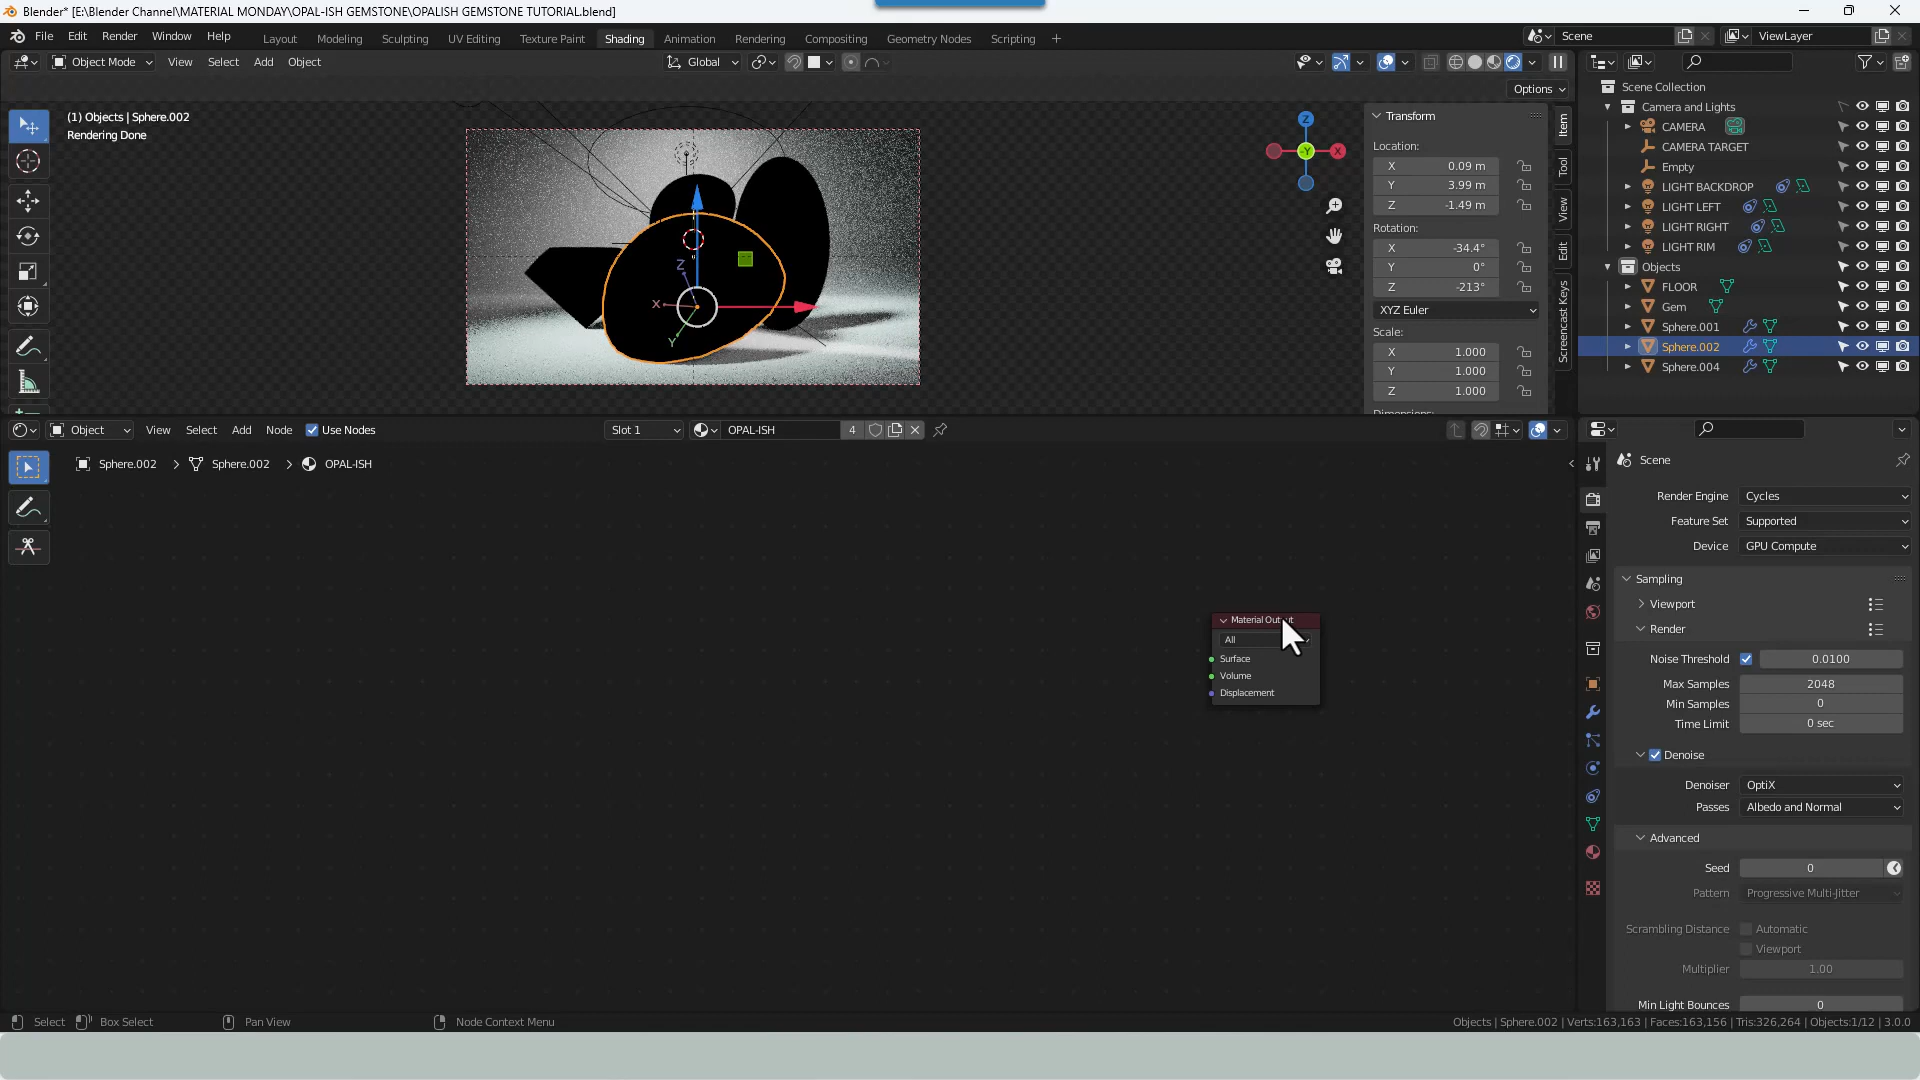 Blender* [E:\Blender Channel\MATERIAL MONDAY\OPAL-ISH GEMSTONE\OPALISH GEMSTONE TUTORIAL.blend]
File Edit Render Window Help Layout Modeling Sculpting UV Editing Texture Paint Shading Animation Rendering Compositing Geometry Nodes Scripting + Scene ViewLayer
Object Mode View Select Add Object Global
Options
(1) Objects | Sphere.002
Rendering Done
Z
X
Y
Z
-Y
X
Transform
Location:
X 0.09 m
Y 3.99 m
Z -1.49 m
Rotation:
X -34.4°
Y 0°
Z -213°
XYZ Euler
Scale:
X 1.000
Y 1.000
Z 1.000
Item
Tool
View
Edit
Screencast Keys
Scene Collection
Camera and Lights
CAMERA
CAMERA TARGET
Empty
LIGHT BACKDROP
LIGHT LEFT
LIGHT RIGHT
LIGHT RIM
Objects
FLOOR
Gem
Sphere.001
Sphere.002
Sphere.004
Object View Select Add Node Use Nodes Slot 1 OPAL-ISH 4
Sphere.002 > Sphere.002 > OPAL-ISH
Material Output
All
Surface
Volume
Displacement
Scene
Render Engine Cycles
Feature Set Supported
Device GPU Compute
Sampling
Viewport
Render
Noise Threshold 0.0100
Max Samples 2048
Min Samples 0
Time Limit 0 sec
Denoise
Denoiser OptiX
Passes Albedo and Normal
Advanced
Seed 0
Pattern Progressive Multi-Jitter
Scrambling Distance Automatic
Viewport
Multiplier 1.00
Min Light Bounces 0
Select Box Select Pan View Node Context Menu Objects | Sphere.002 | Verts:163,163 | Faces:163,156 | Tris:326,264 | Objects:1/12 | 3.0.0